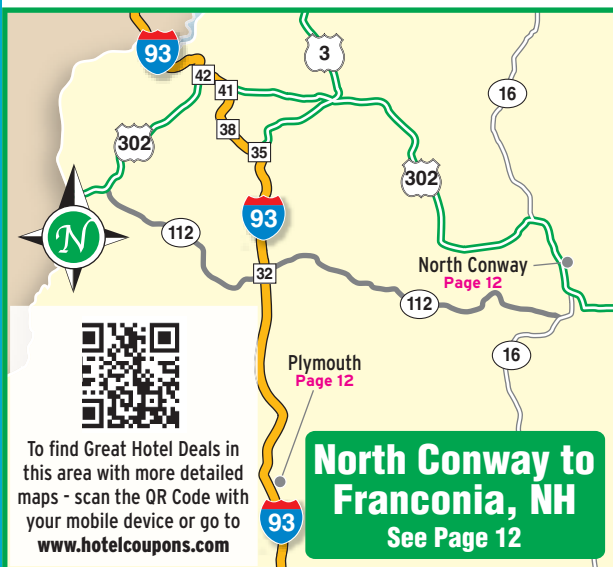 93
3
42
41
16
38
302
35
302
93
N
112
North Conway
Page 12
32
112
Plymouth
Page 12
16
To find Great Hotel Deals in
this area with more detailed
maps - scan the QR Code with
your mobile device or go to
www.hotelcoupons.com
North Conway to
Franconia, NH
See Page 12
93